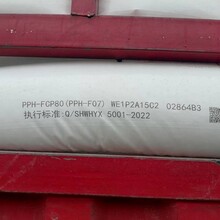 PPH-FCP80(PPH-F07) WE1P2A15C2 02864B3
执行标准:Q/SHWHYX 5001-2022